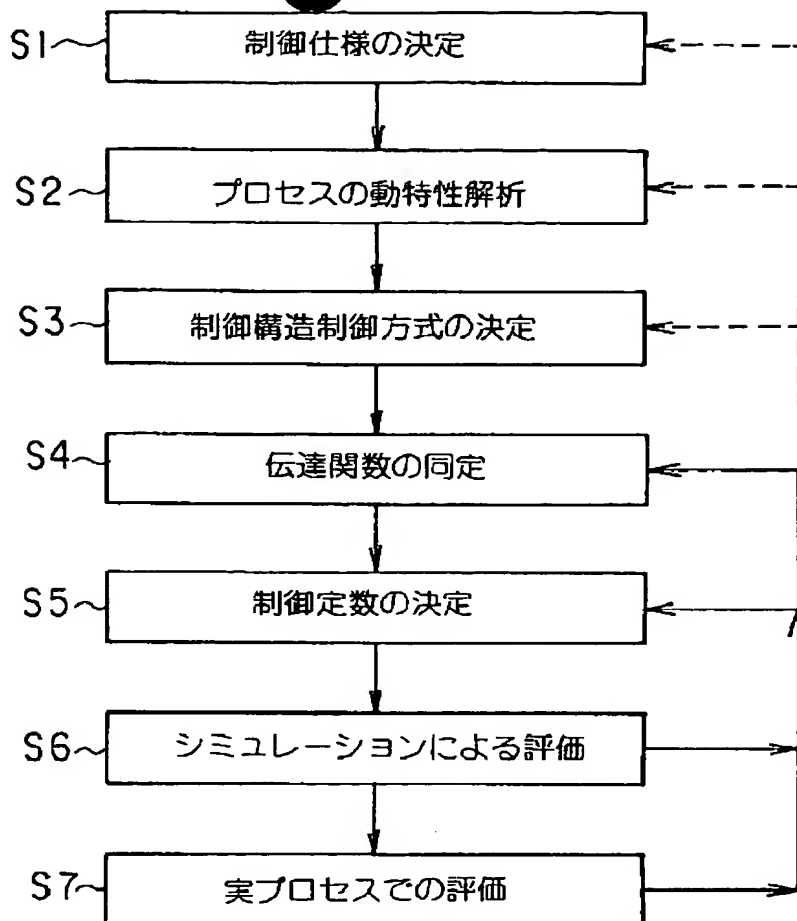 S1 制御仕様の決定
S2 プロセスの動特性解析
S3 制御構造制御方式の決定
S4 伝達関数の同定
S5 制御定数の決定
S6 シミュレーションによる評価
S7 実プロセスでの評価